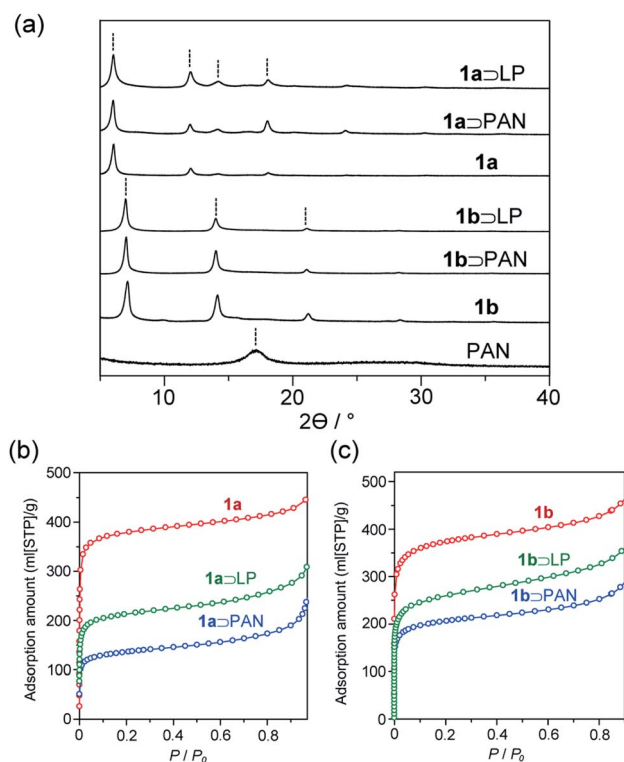 (a)
1a⊃LP
1a⊃PAN
1a
1b⊃LP
1b⊃PAN
1b
PAN
10 20 30 40
2Θ / °
(b)
500
400
300
200
100
0
Adsorption amount (ml[STP]/g)
1a
1a⊃LP
1a⊃PAN
0 0.2 0.4 0.6 0.8
P / P0
(c)
500
400
300
200
100
0
Adsorption amount (ml[STP]/g)
1b
1b⊃LP
1b⊃PAN
0 0.2 0.4 0.6 0.8
P / P0